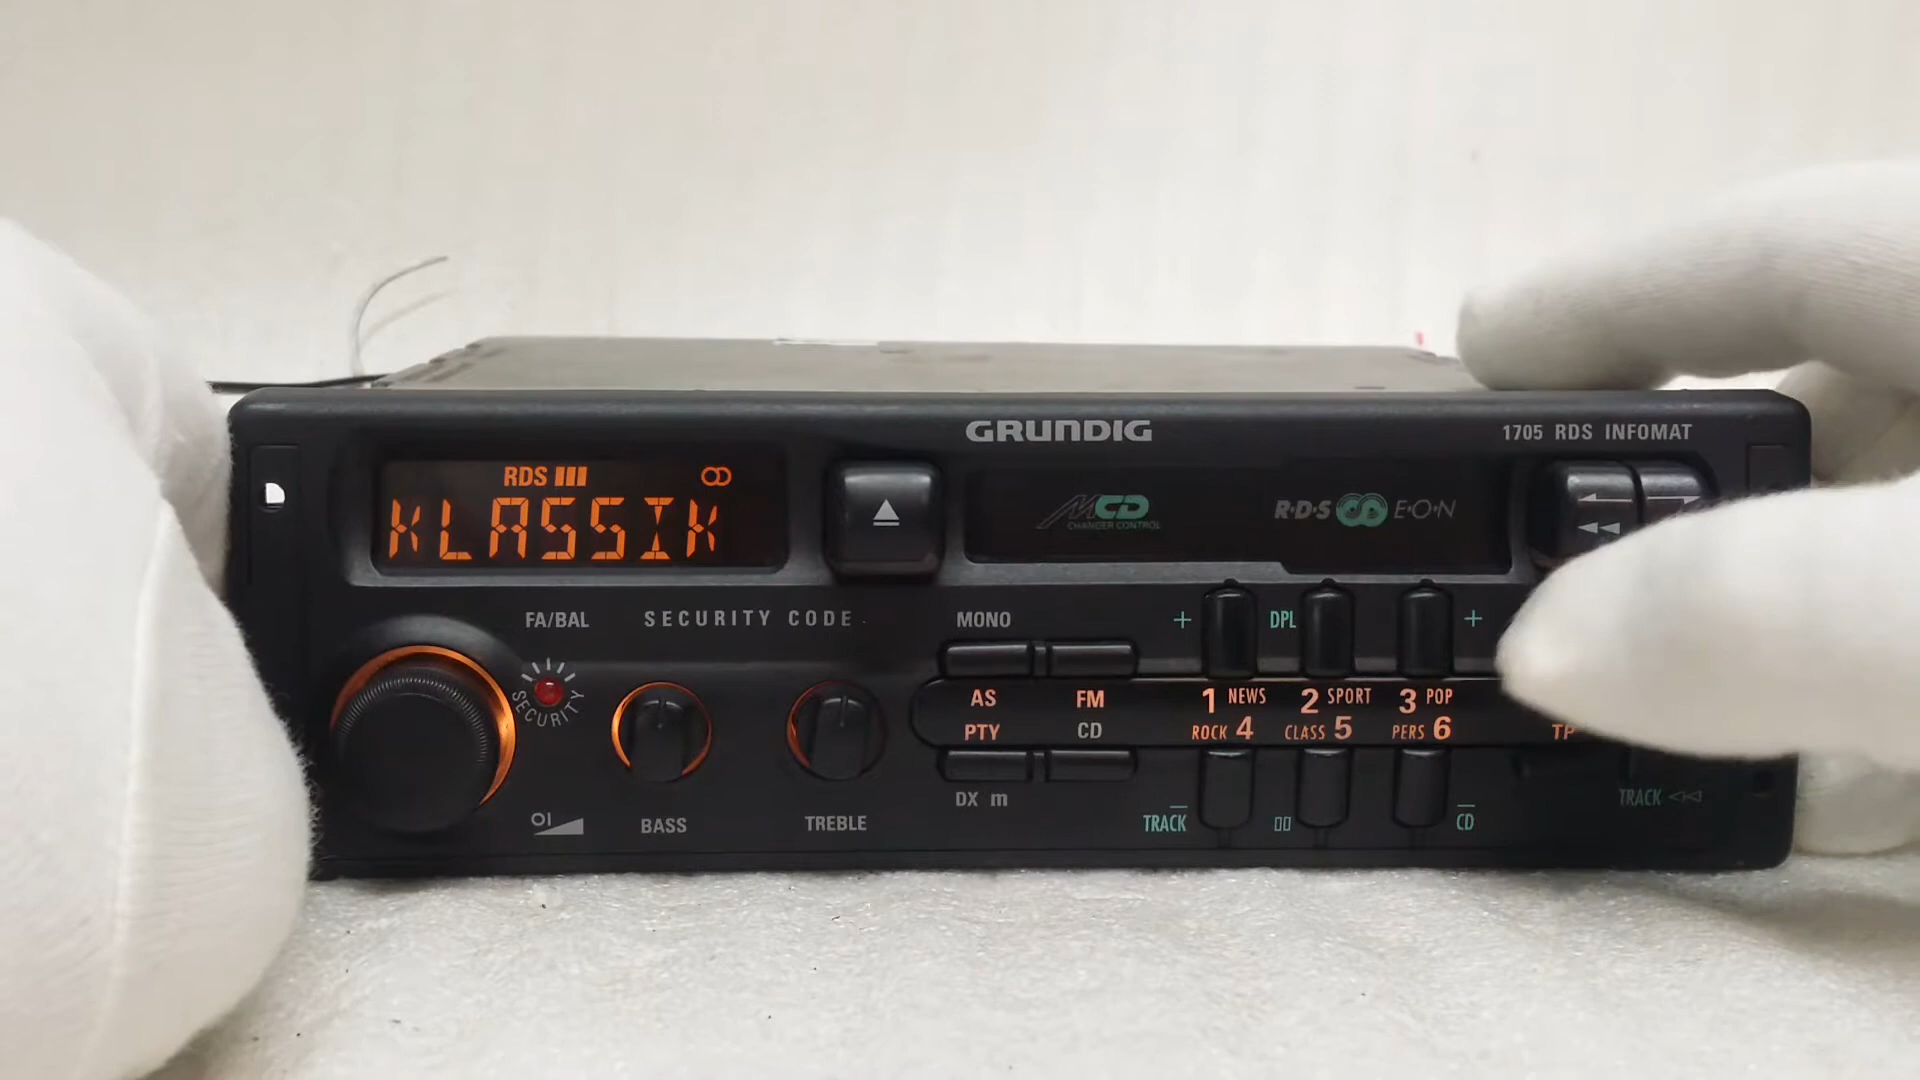 GRUNDIG
1705 RDS INFOMAT
RDS
KLASSIK
MCD
CHANGER CONTROL
R·D·S E·O·N
FA/BAL
SECURITY CODE
MONO
+ DPL +
SECURITY
AS FM
1 NEWS 2 SPORT 3 POP
PTY CD
ROCK 4 CLASS 5 PERS 6
TP
DX m
TRACK
CD
TRACK
BASS
TREBLE